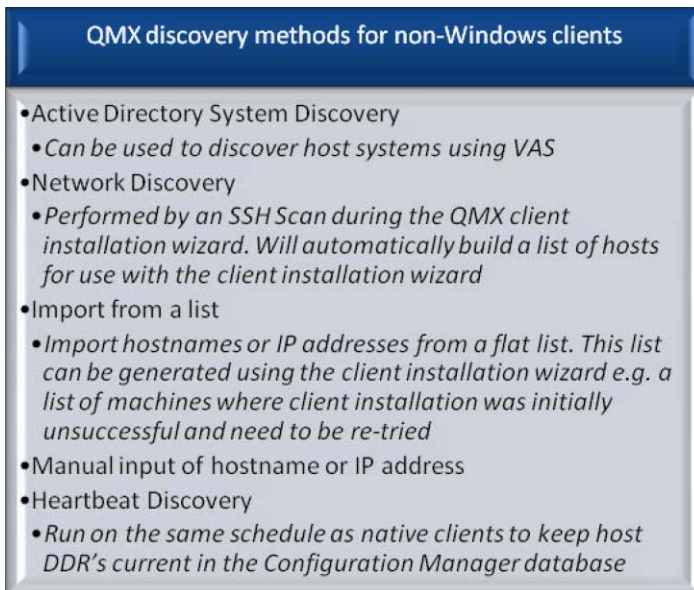 QMX discovery methods for non-Windows clients
•Active Directory System Discovery
•Can be used to discover host systems using VAS
•Network Discovery
•Performed by an SSH Scan during the QMX client
installation wizard. Will automatically build a list of hosts
for use with the client installation wizard
•Import from a list
•Import hostnames or IP addresses from a flat list. This list
can be generated using the client installation wizard e.g. a
list of machines where client installation was initially
unsuccessful and need to be re-tried
•Manual input of hostname or IP address
•Heartbeat Discovery
•Run on the same schedule as native clients to keep host
DDR's current in the Configuration Manager database